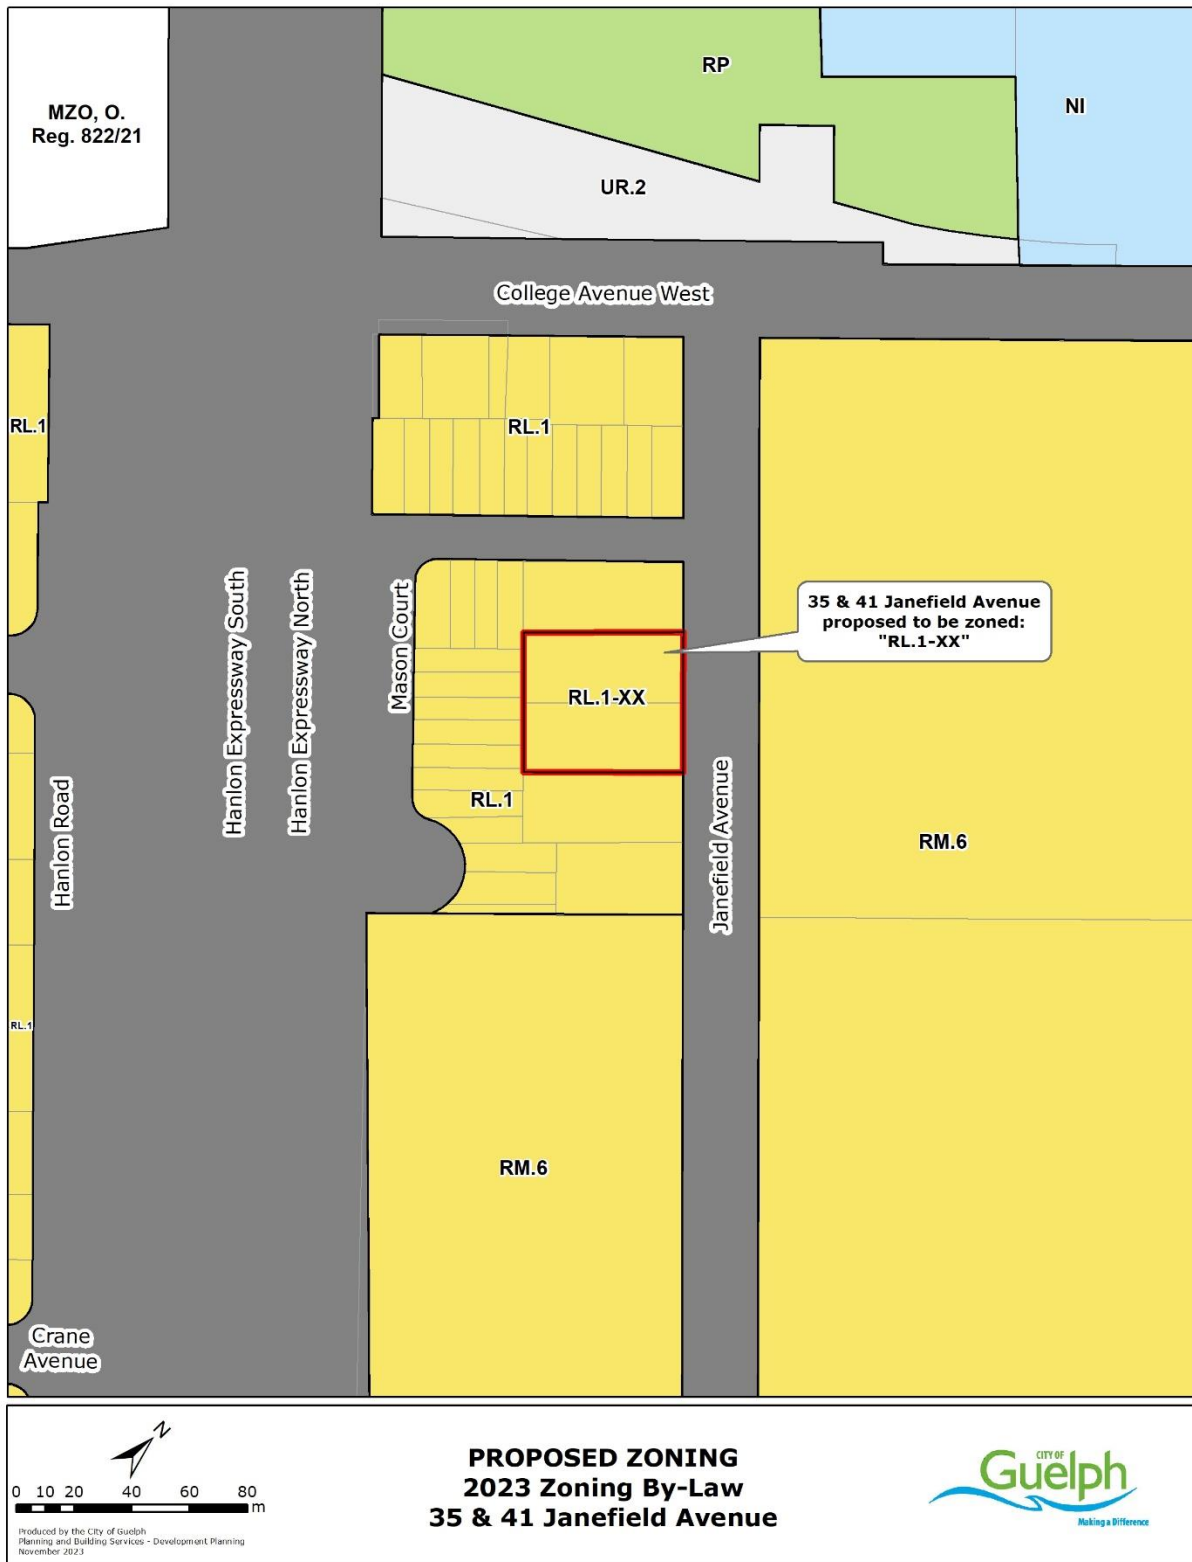 RP
MZO, O.
Reg. 822/21
NI
UR.2
College Avenue West
RL.1
RL.1
Hanlon Expressway South
Hanlon Expressway North
Mason Court
35 & 41 Janefield Avenue
proposed to be zoned:
"RL.1-XX"
RL.1-XX
Hanlon Road
RL.1
Janefield Avenue
RM.6
RL.1
RM.6
Crane
Avenue
N
0 10 20 40 60 80
m
Produced by the City of Guelph
Planning and Building Services - Development Planning
November 2023
PROPOSED ZONING
2023 Zoning By-Law
35 & 41 Janefield Avenue
CITY OF
Guelph
Making a Difference